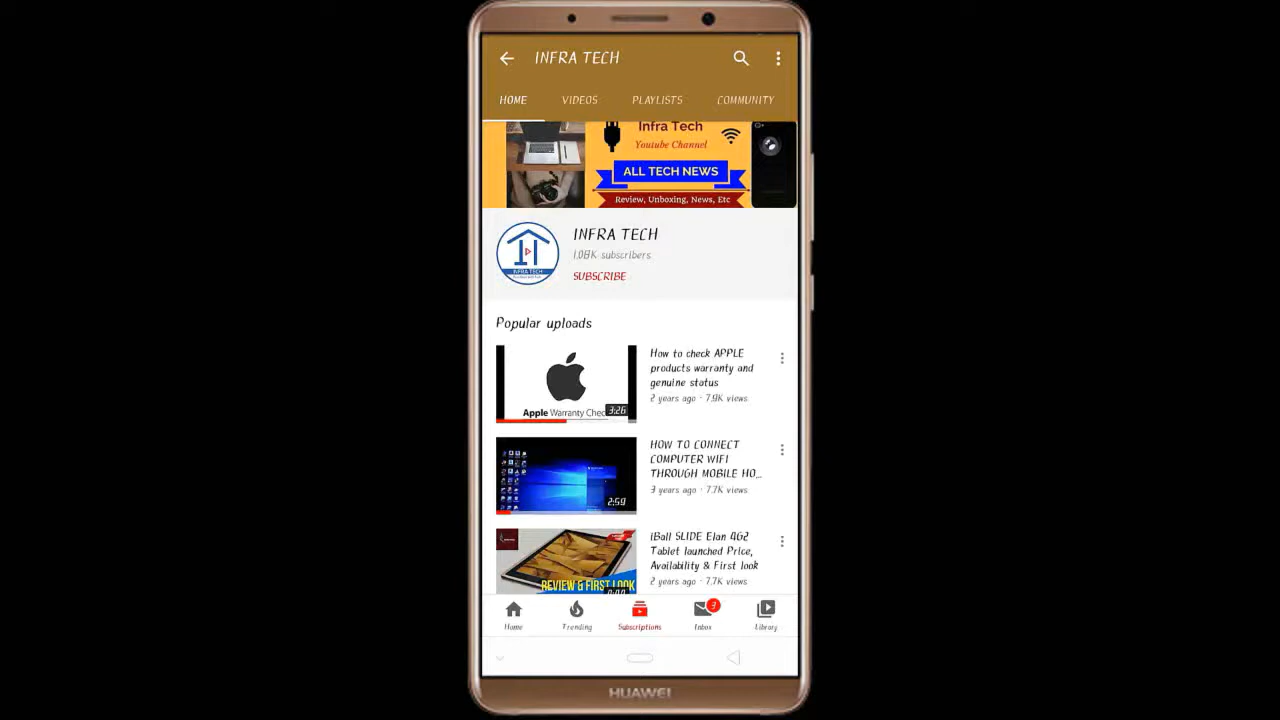 INFRA TECH
HOME VIDEOS PLAYLISTS COMMUNITY
Infra Tech
Youtube Channel
ALL TECH NEWS
Review, Unboxing, News, Etc
INFRA TECH
1.08K subscribers
SUBSCRIBE
INFRA TECH
Popular uploads
How to check APPLE
products warranty and
genuine status
2 years ago · 7.9K views
Apple Warranty Chec
3:26
HOW TO CONNECT
COMPUTER WIFI
THROUGH MOBILE HO...
3 years ago · 7.7K views
2:59
iBall SLIDE Elan 4G2
Tablet launched Price,
Availability & First look
2 years ago · 7.7K views
REVIEW & FIRST LOOK
3
Home Trending Subscriptions Inbox Library
HUAWEI